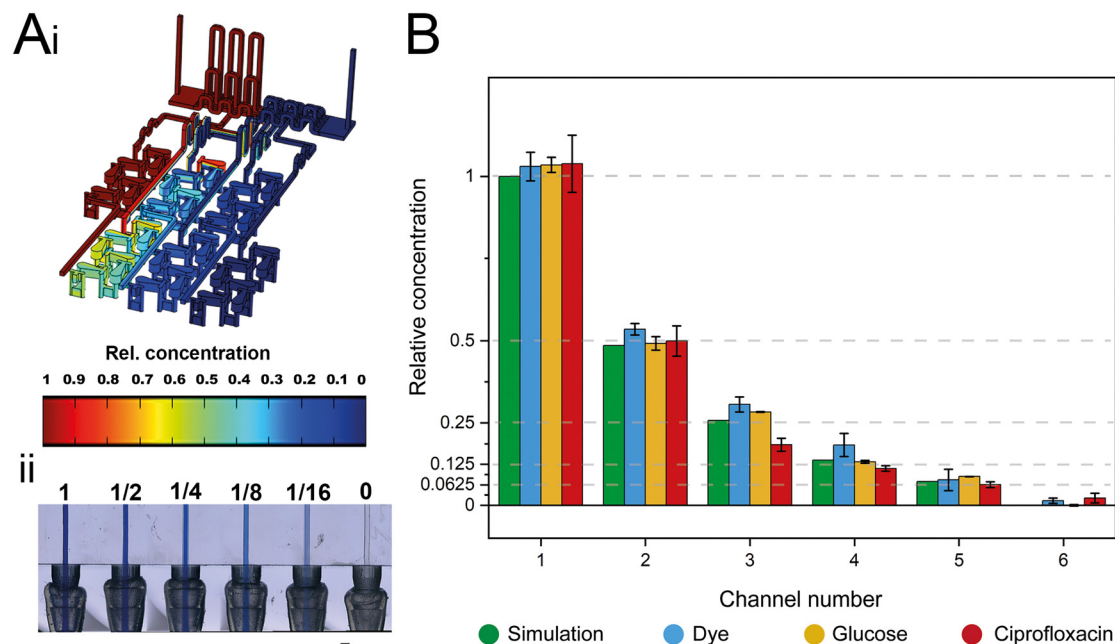 Ai
Rel. concentration
1 0.9 0.8 0.7 0.6 0.5 0.4 0.3 0.2 0.1 0
ii
1 1/2 1/4 1/8 1/16 0
B
Relative concentration
1
0.5
0.25
0.125
0.0625
0
1 2 3 4 5 6
Channel number
Simulation Dye Glucose Ciprofloxacin